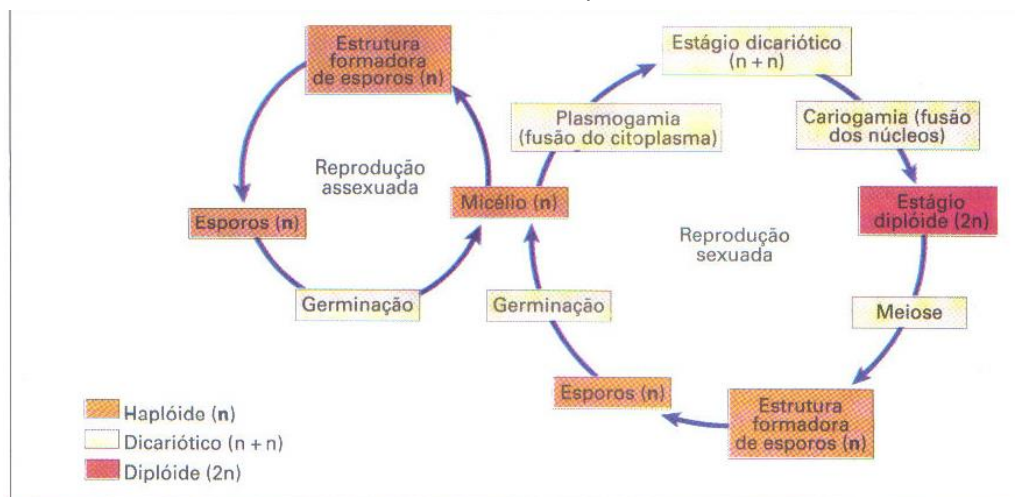 Estrutura
formadora
de esporos (n)
Reprodução
assexuada
Esporos (n)
Micélio (n)
Germinação
Estágio dicariótico
(n + n)
Plasmogamia
(fusão do citoplasma)
Cariogamia (fusão
dos núcleos)
Estágio
diplóide (2n)
Reprodução
sexuada
Meiose
Germinação
Esporos (n)
Estrutura
formadora
de esporos (n)
Haplóide (n)
Dicariótico (n + n)
Diplóide (2n)